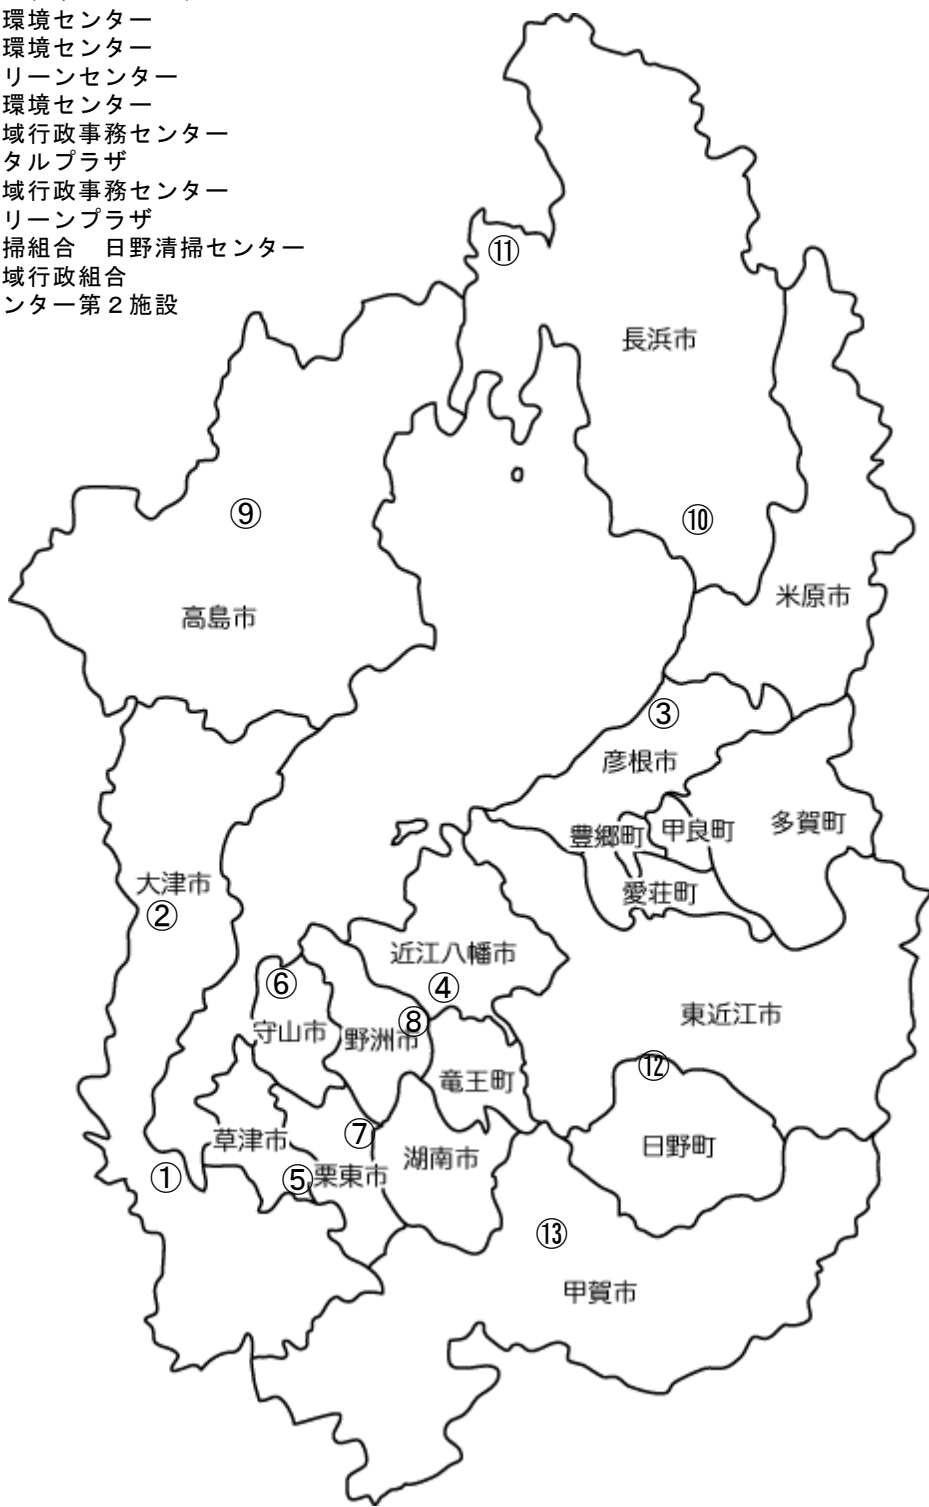 環境センター
環境センター
リーンセンター
環境センター
域行政事務センター
タルプラザ
域行政事務センター
リーンプラザ
掃組合　日野清掃センター
域行政組合
ンター第２施設
⑪
長浜市
⑨
⑩
米原市
高島市
③
彦根市
豊郷町
甲良町
多賀町
大津市
愛荘町
②
近江八幡市
⑥
④
東近江市
守山市
⑧
野洲市
⑫
竜王町
草津市
⑦
日野町
湖南市
①
⑤
栗東市
⑬
甲賀市